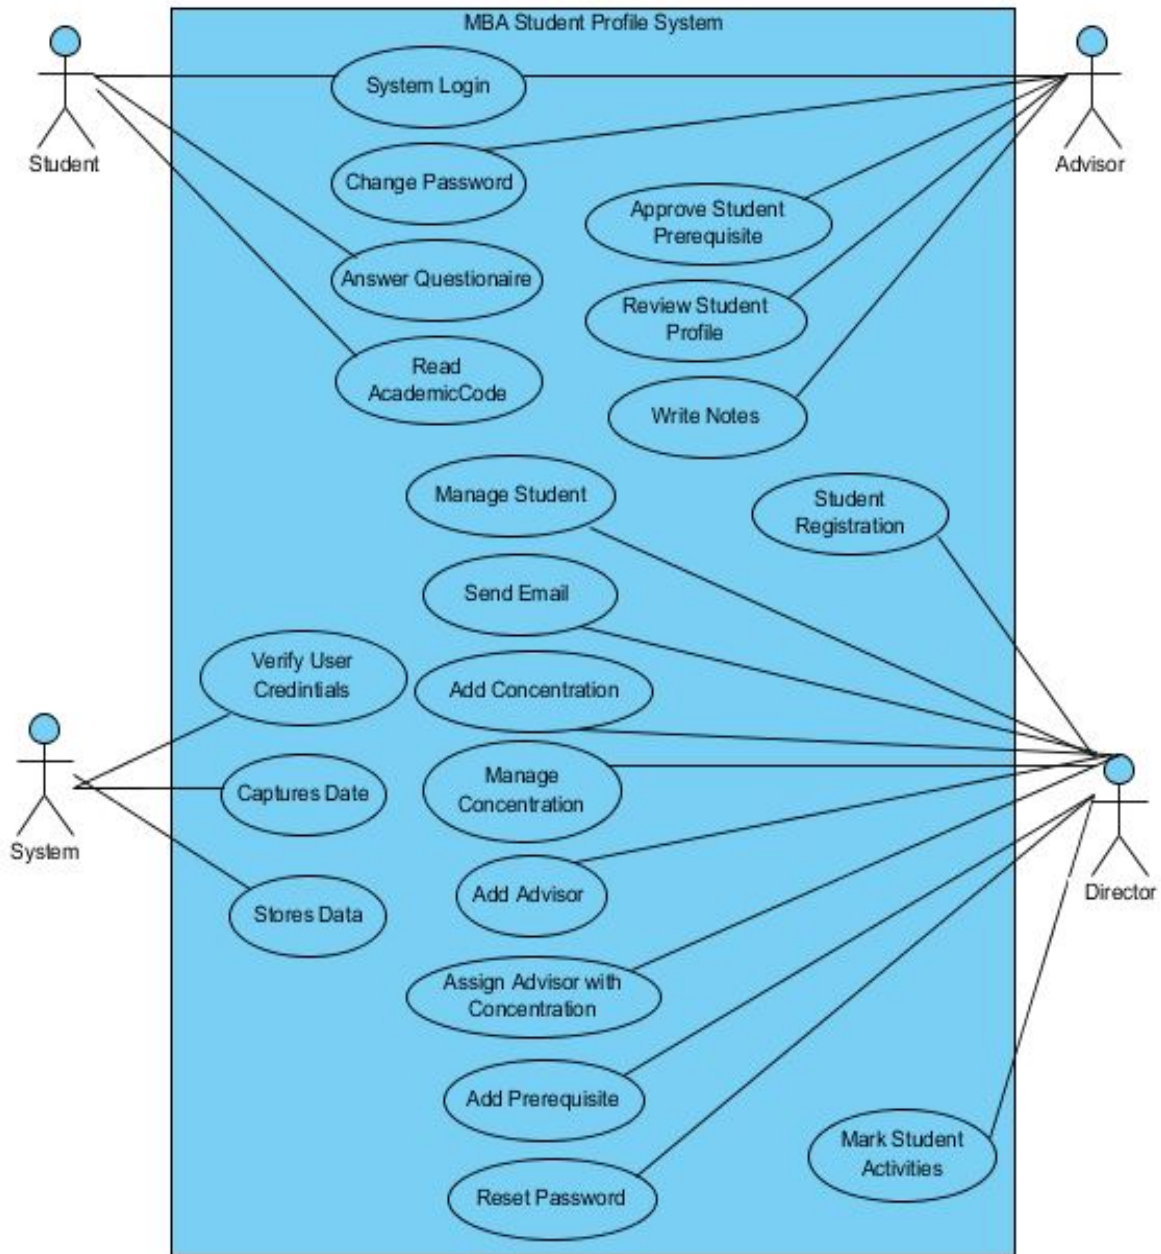 MBA Student Profile System
System Login
Student
Advisor
Change Password
Approve Student
Prerequisite
Answer Questionaire
Review Student
Profile
Read
AcademicCode
Write Notes
Manage Student
Student
Registration
Send Email
Verify User
Credintials
Add Concentration
Manage
Concentration
Captures Date
System
Add Advisor
Director
Stores Data
Assign Advisor with
Concentration
Add Prerequisite
Mark Student
Activities
Reset Password